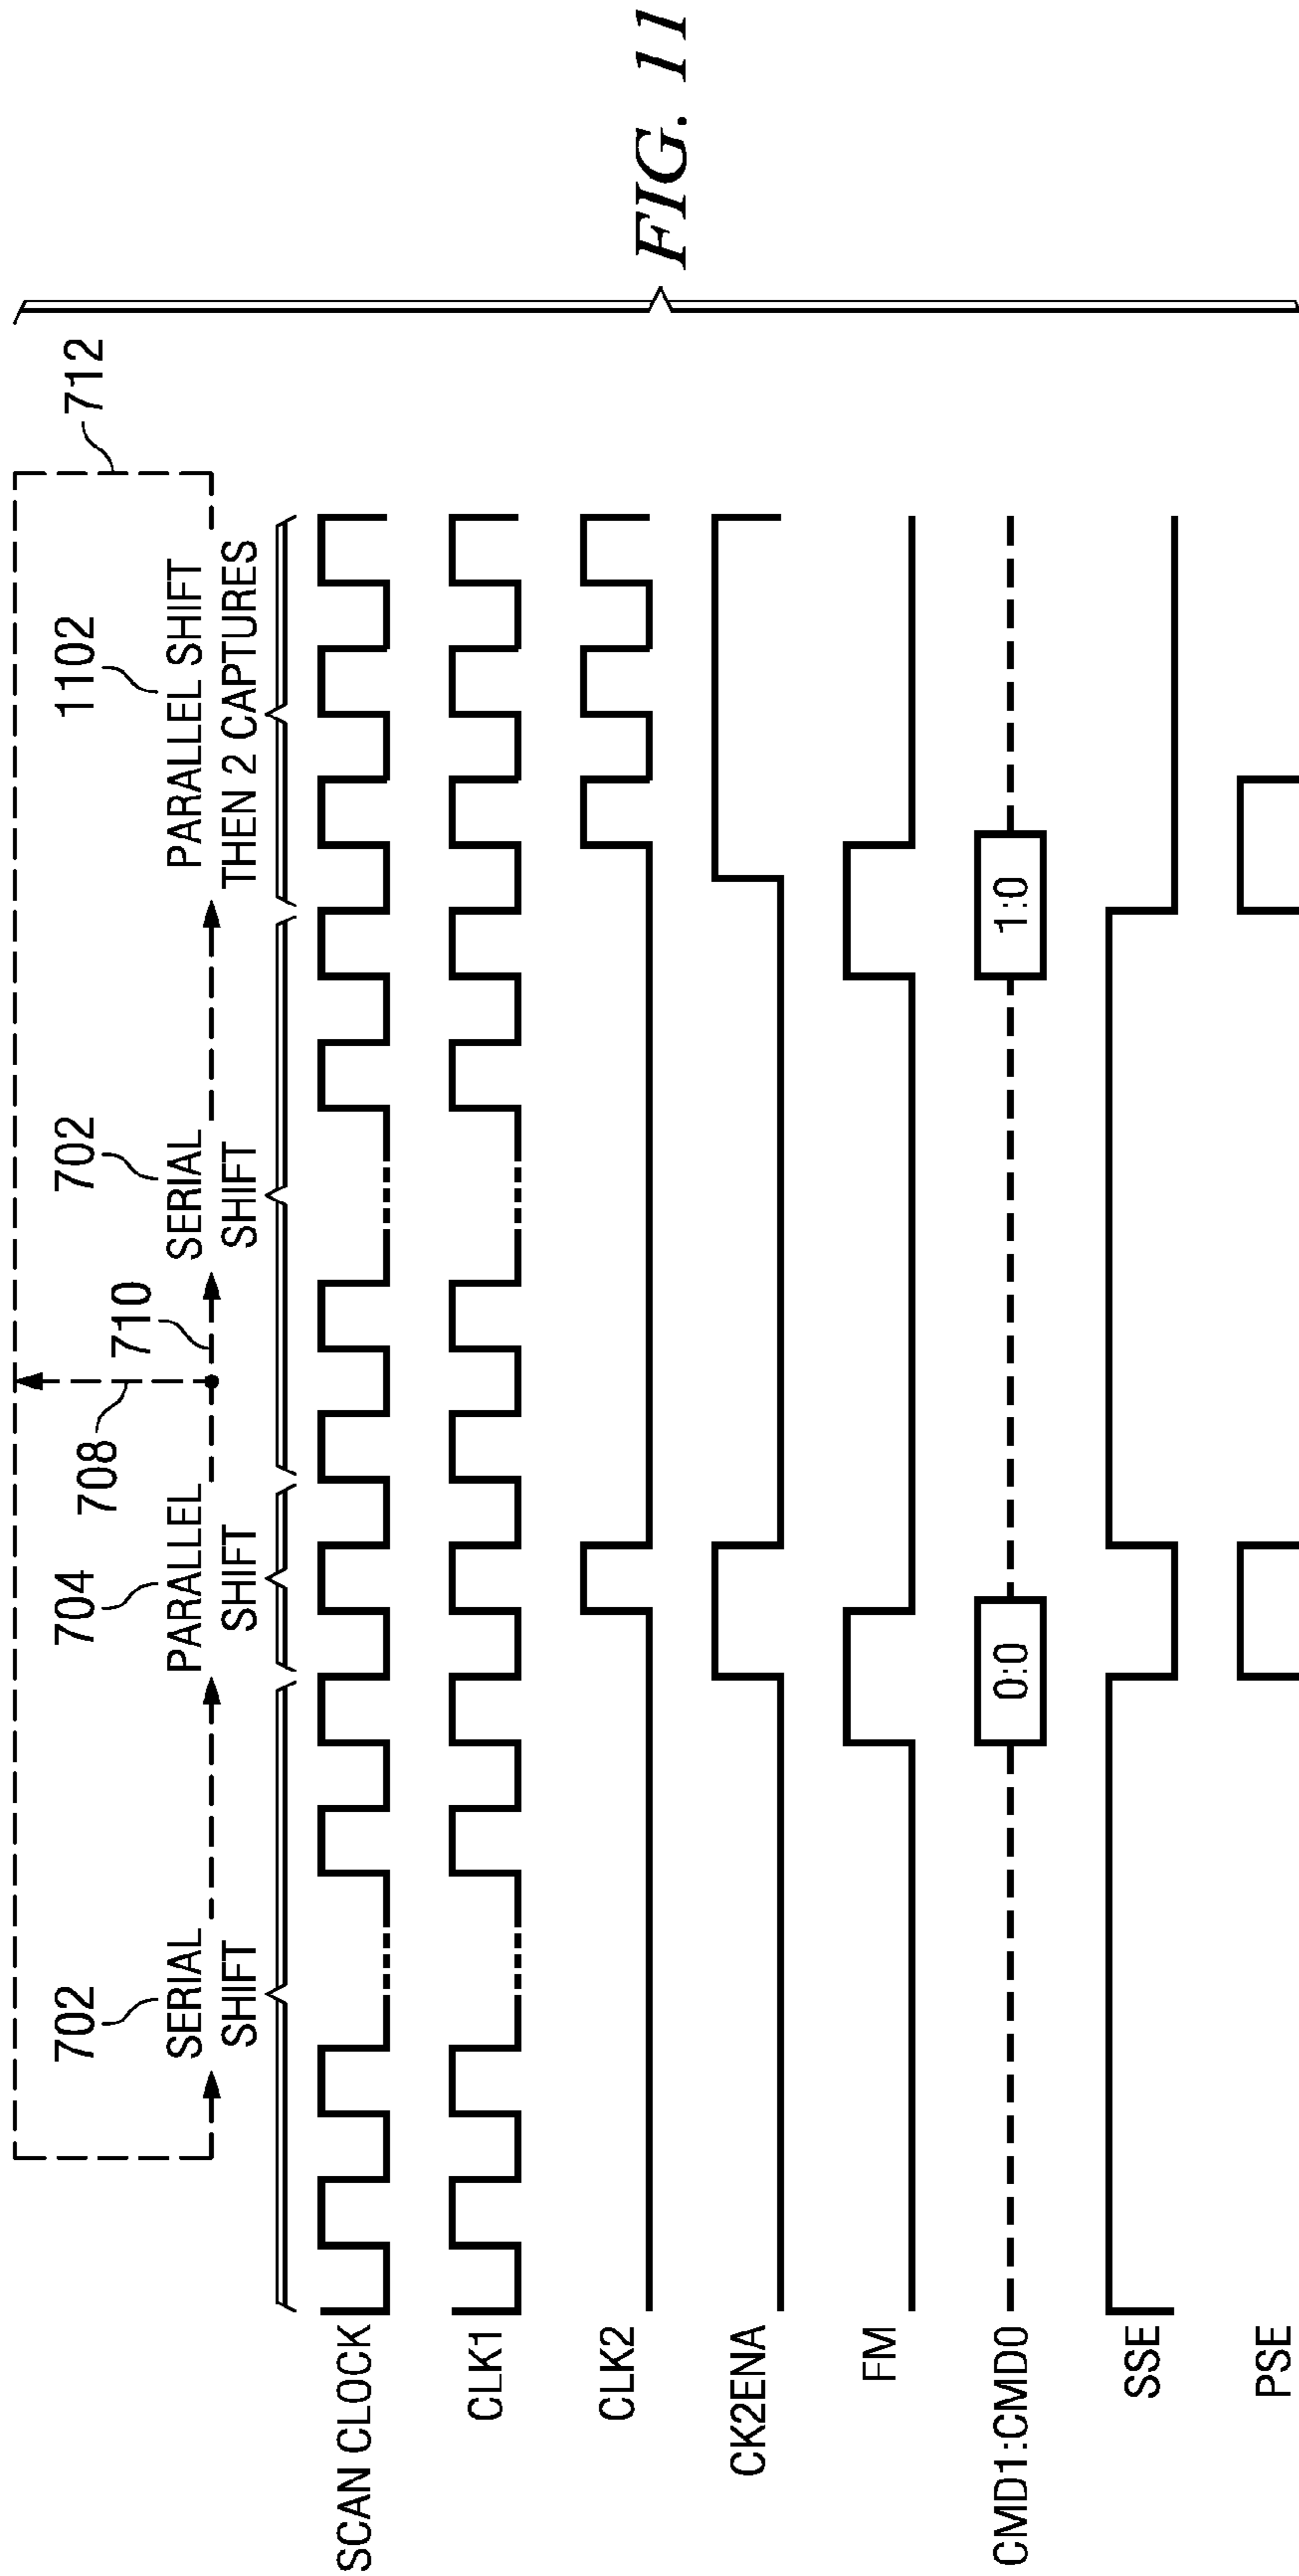 702
704
708
710
702
1102
712
SERIAL
SHIFT
PARALLEL
SHIFT
SERIAL
SHIFT
PARALLEL SHIFT
THEN 2 CAPTURES
SCAN CLOCK
CLK1
CLK2
CK2ENA
FM
CMD1:CMD0
0:0
1:0
SSE
PSE
FIG. 11